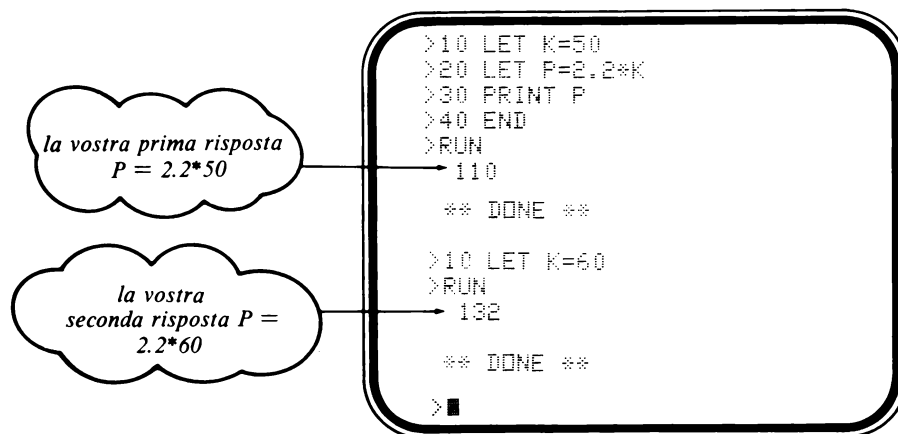 >10 LET K=50
>20 LET P=2.2*K
>30 PRINT P
>40 END
>RUN
la vostra prima risposta
P = 2.2*50
110
** DONE **
>10 LET K=60
>RUN
la vostra
seconda risposta P =
2.2*60
132
** DONE **
>